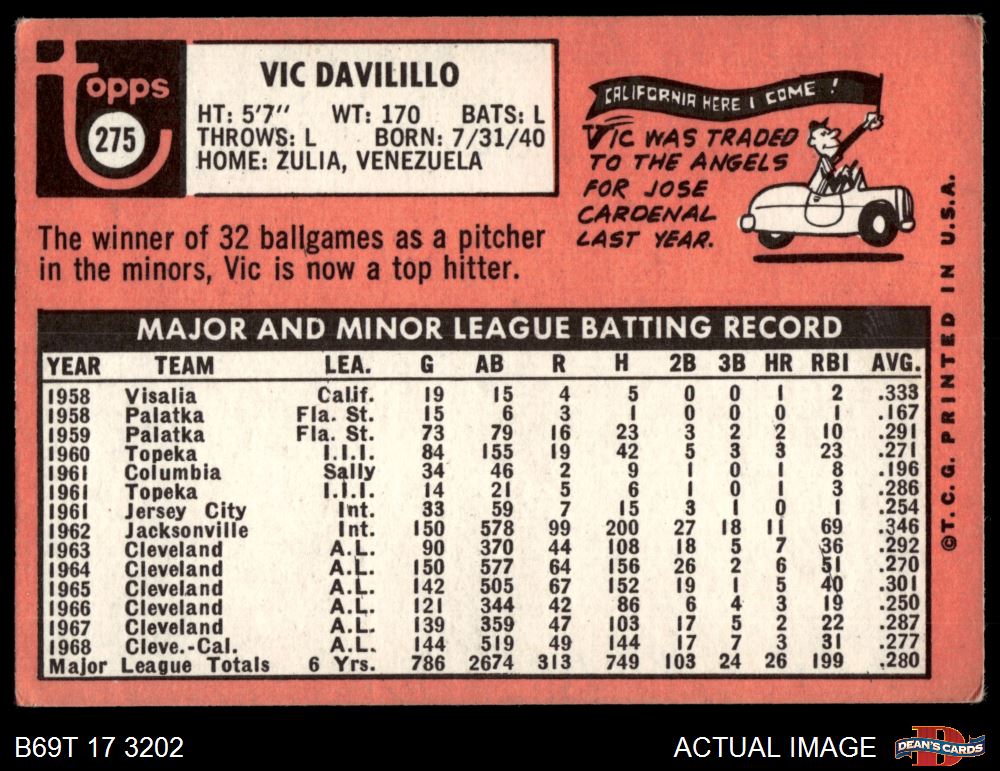 Topps
275
VIC DAVILILLO
HT: 5'7" WT: 170 BATS: L
THROWS: L BORN: 7/31/40
HOME: ZULIA, VENEZUELA
CALIFORNIA HERE I COME !
VIC WAS TRADED
TO THE ANGELS
FOR JOSE
CARDENAL
LAST YEAR.
The winner of 32 ballgames as a pitcher
in the minors, Vic is now a top hitter.
MAJOR AND MINOR LEAGUE BATTING RECORD
YEAR TEAM LEA. G AB R H 2B 3B HR RBI AVG.
1958 Visalia Calif. 19 15 4 5 0 0 1 2 .333
1958 Palatka Fla. St. 15 6 3 1 0 0 0 1 .167
1959 Palatka Fla. St. 73 79 16 23 3 2 2 10 .291
1960 Topeka I.I.I. 84 155 19 42 5 3 3 23 .271
1961 Columbia Sally 34 46 2 9 1 0 1 8 .196
1961 Topeka I.I.I. 14 21 5 6 1 0 1 3 .286
1961 Jersey City Int. 33 59 7 15 3 1 0 1 .254
1962 Jacksonville Int. 150 578 99 200 27 18 11 69 .346
1963 Cleveland A.L. 90 370 44 108 18 5 7 36 .292
1964 Cleveland A.L. 150 577 64 156 26 2 6 51 .270
1965 Cleveland A.L. 142 505 67 152 19 1 5 40 .301
1966 Cleveland A.L. 121 344 42 86 6 4 3 19 .250
1967 Cleveland A.L. 139 359 47 103 17 5 2 22 .287
1968 Cleve.-Cal. A.L. 144 519 49 144 17 7 3 31 .277
Major League Totals 6 Yrs. 786 2674 313 749 103 24 26 199 .280
©T.C.G. PRINTED IN U.S.A.
B69T 17 3202
ACTUAL IMAGE
D
DEAN'S CARDS